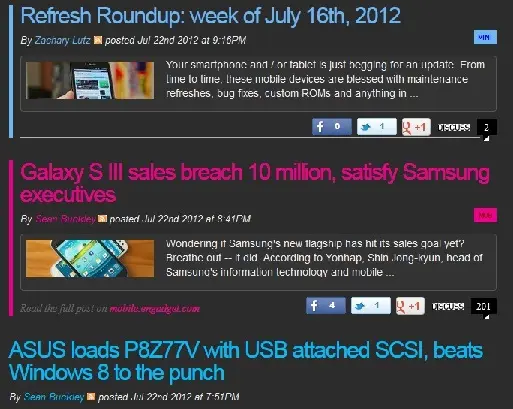 Refresh Roundup: week of July 16th, 2012
By Zachary Lutz posted Jul 22nd 2012 at 9:16PM
Your smartphone and / or tablet is just begging for an update. From
time to time, these mobile devices are blessed with maintenance
refreshes, bug fixes, custom ROMs and anything in ...
f 0 1 g +1 DISCUSS 2
Galaxy S III sales breach 10 million, satisfy Samsung
executives
By Sean Buckley posted Jul 22nd 2012 at 8:41PM
Wondering if Samsung's new flagship has hit its sales goal yet?
Breathe out -- it did. According to Yonhap, Shin Jong-kyun, head of
Samsung's information technology and mobile ...
Read the full post on mobile.engadget.com
f 4 1 g +1 DISCUSS 201
ASUS loads P8Z77V with USB attached SCSI, beats
Windows 8 to the punch
By Sean Buckley posted Jul 22nd 2012 at 7:51PM